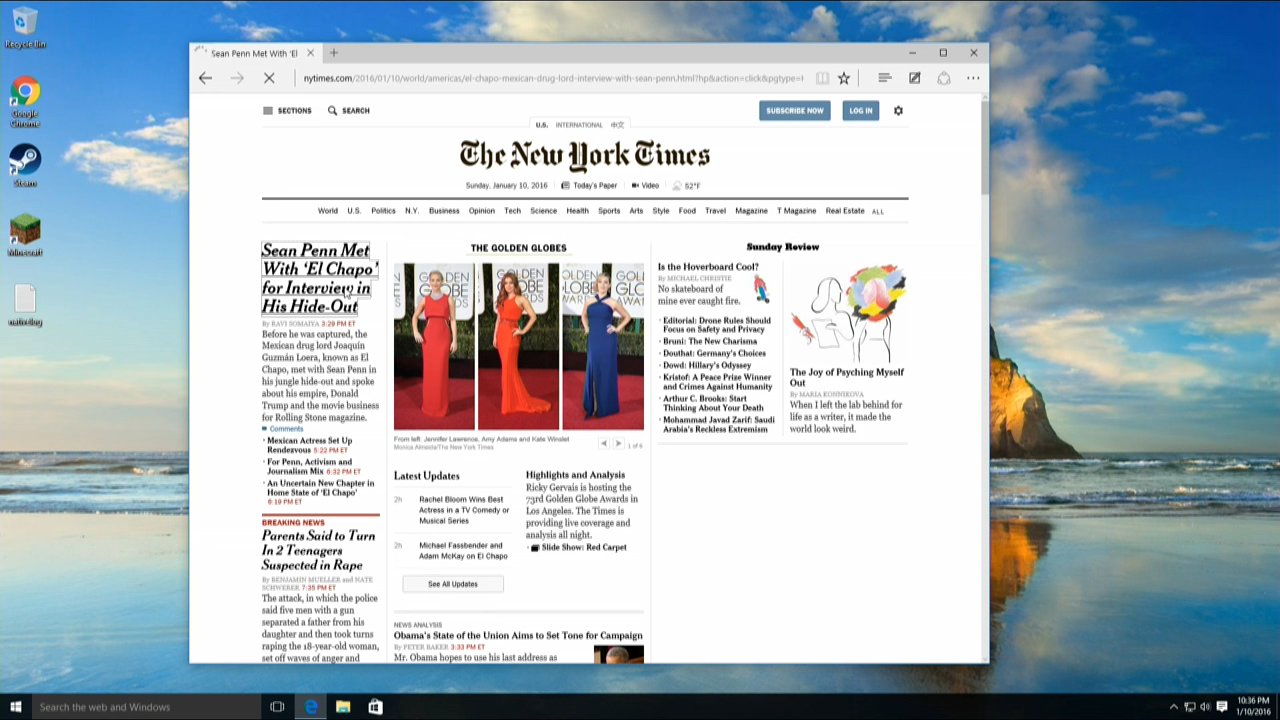 Recycle Bin
Google
Chrome
Steam
Minecraft
Sean Penn Met With 'El
nytimes.com/2016/01/10/world/americas/el-chapo-mexican-drug-lord-interview-with-sean-penn.html?hp&action=click&pgtype=
SECTIONS
SEARCH
SUBSCRIBE NOW
LOG IN
U.S.
INTERNATIONAL
中文
The New York Times
Sunday, January 10, 2016
Today's Paper
Video
52°F
World U.S. Politics N.Y. Business Opinion Tech Science Health Sports Arts Style Food Travel Magazine T Magazine Real Estate ALL
Sean Penn Met
With 'El Chapo'
for Interview in
His Hide-Out
By RAVI SOMAIYA 3:29 PM ET
Before he was captured, the
Mexican drug lord Joaquín
Guzmán Loera, known as El
Chapo, met with Sean Penn in
his jungle hide-out and spoke
about his empire, Donald
Trump and the movie business
for Rolling Stone magazine.
Comments
· Mexican Actress Set Up
Rendezvous 5:22 PM ET
· For Penn, Activism and
Journalism Mix 6:32 PM ET
· An Uncertain New Chapter in
Home State of 'El Chapo'
6:19 PM ET
BREAKING NEWS
Parents Said to Turn
In 2 Teenagers
Suspected in Rape
By BENJAMIN MUELLER and NATE
SCHWEBER 7:35 PM ET
The attack, in which the police
said five men with a gun
separated a father from his
daughter and then took turns
raping the 18-year-old woman,
set off waves of anger and
THE GOLDEN GLOBES
From left: Jennifer Lawrence, Amy Adams and Kate Winslet
Monica Almeida/The New York Times
1 of 6
Latest Updates
2h
Rachel Bloom Wins Best
Actress in a TV Comedy or
Musical Series
2h
Michael Fassbender and
Adam McKay on El Chapo
See All Updates
Highlights and Analysis
Ricky Gervais is hosting the
73rd Golden Globe Awards in
Los Angeles. The Times is
providing live coverage and
analysis all night.
· Slide Show: Red Carpet
NEWS ANALYSIS
Obama's State of the Union Aims to Set Tone for Campaign
By PETER BAKER 3:33 PM ET
Mr. Obama hopes to use his last address as
Sunday Review
Is the Hoverboard Cool?
By MICHAEL CHRISTIE
No skateboard of
mine ever caught fire.
· Editorial: Drone Rules Should
Focus on Safety and Privacy
· Bruni: The New Charisma
· Douthat: Germany's Choices
· Dowd: Hillary's Odyssey
· Kristof: A Peace Prize Winner
and Crimes Against Humanity
· Arthur C. Brooks: Start
Thinking About Your Death
· Mohammad Javad Zarif: Saudi
Arabia's Reckless Extremism
The Joy of Psyching Myself
Out
By MARIA KONNIKOVA
When I left the lab behind for
life as a writer, it made the
world look weird.
Search the web and Windows
10:36 PM
1/10/2016